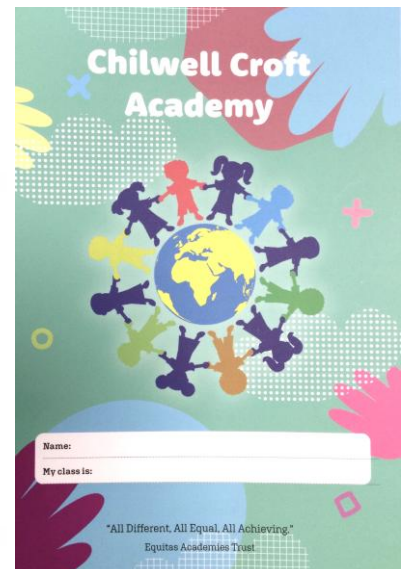 Chilwell Croft
Academy
Name:
My class is:
"All Different, All Equal, All Achieving."
Equitas Academies Trust